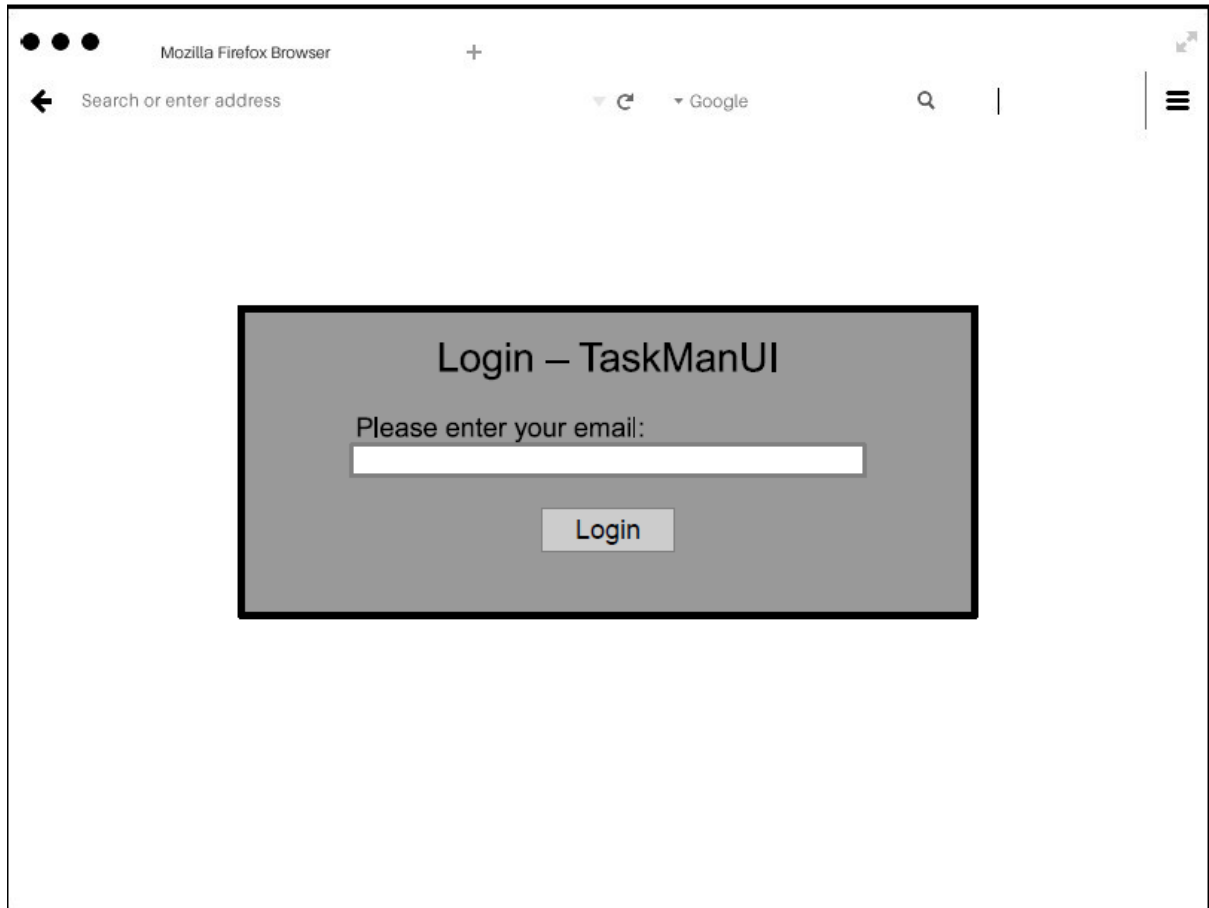 Mozilla Firefox Browser +
Search or enter address Google
Login – TaskManUI
Please enter your email:
Login